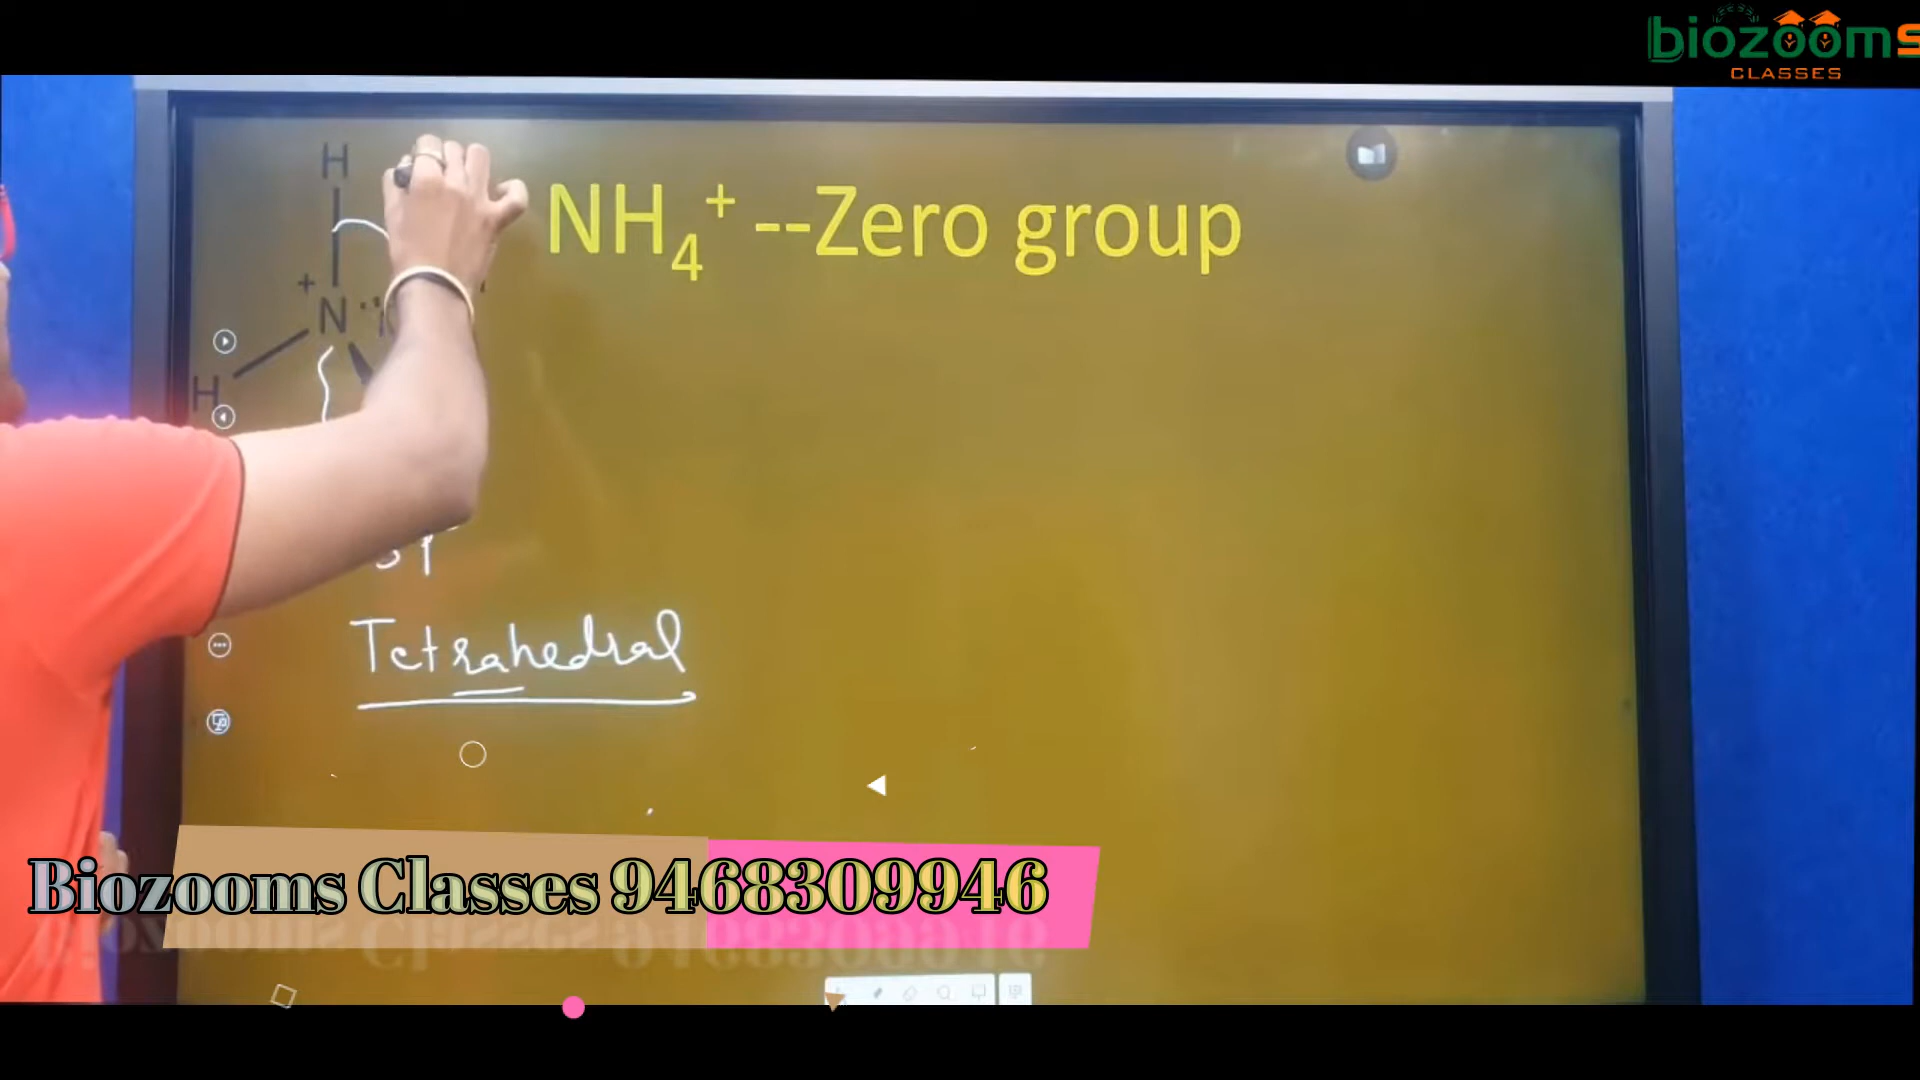 biozooms
CLASSES
H
NH₄⁺ --Zero group
+
N
H
Tetrahedral
Biozooms Classes 9468309946